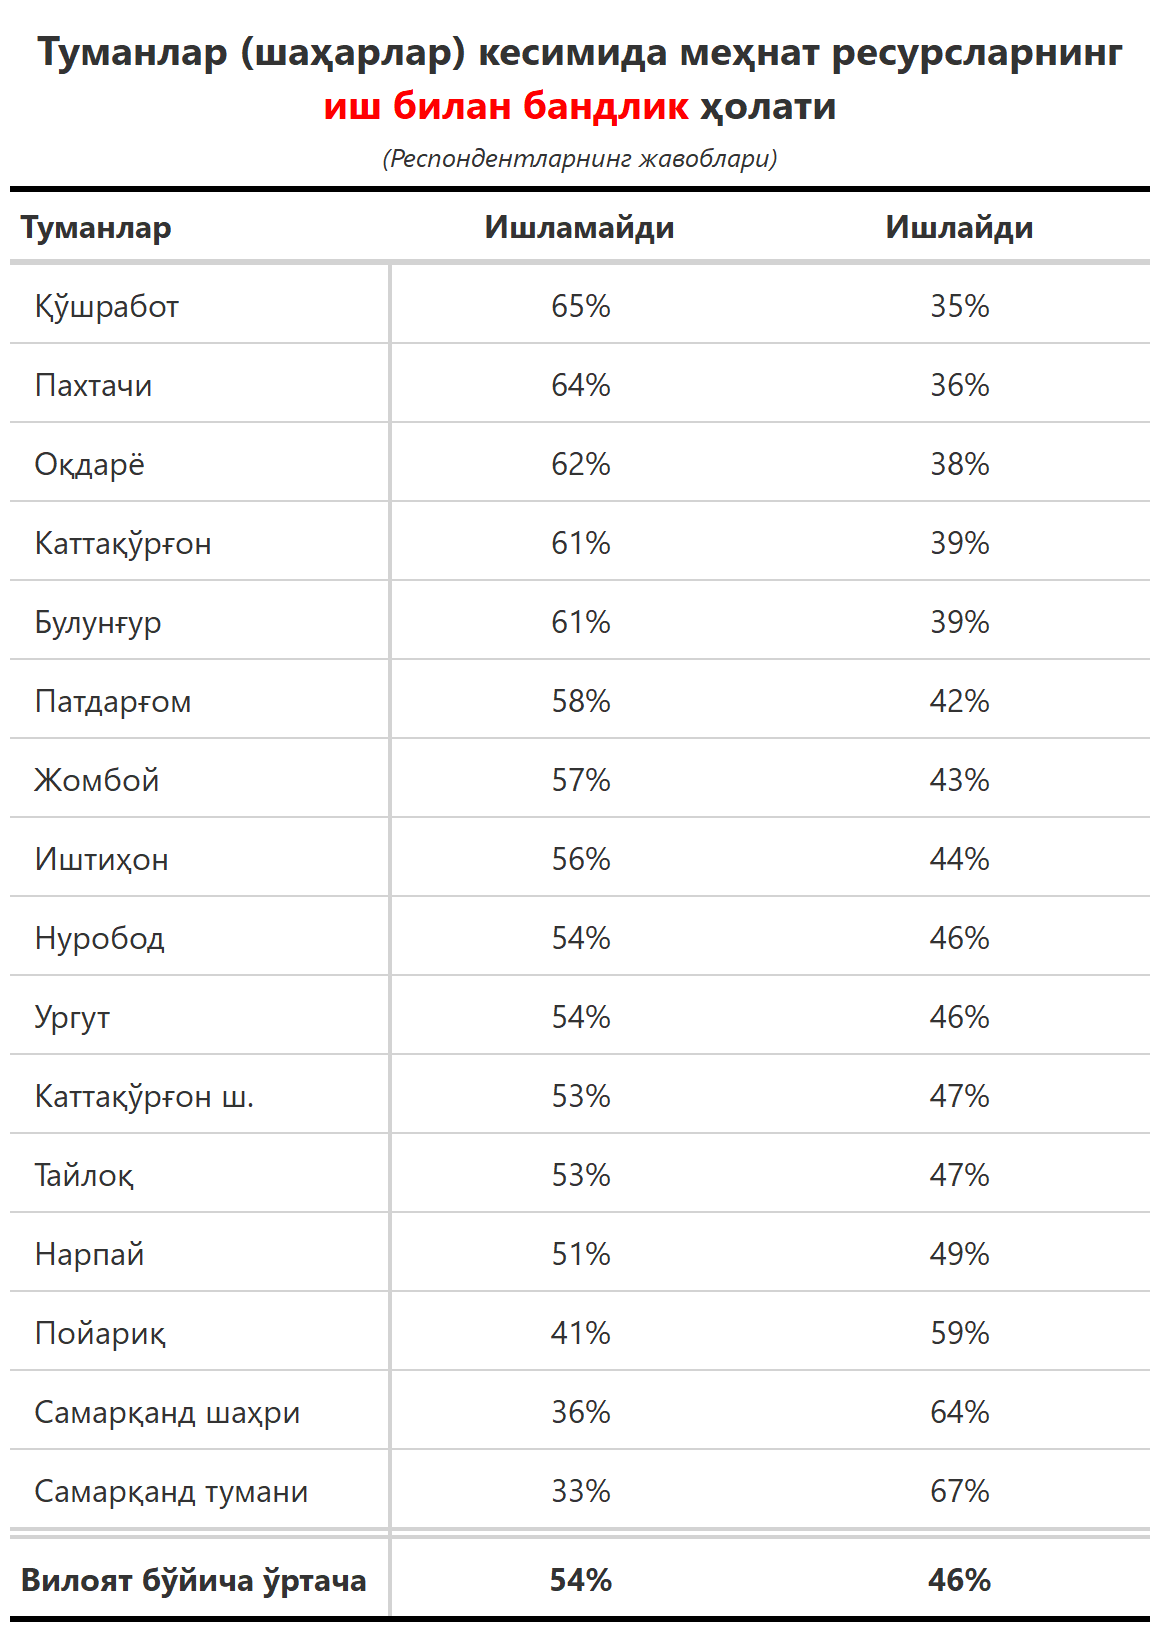 Туманлар (шаҳарлар) кесимида меҳнат ресурсларнинг
иш билан бандлик ҳолати
(Респондентларнинг жавоблари)
Туманлар Ишламайди Ишлайди
Қўшработ 65% 35%
Пахтачи 64% 36%
Оқдарё 62% 38%
Каттақўрғон 61% 39%
Булунғур 61% 39%
Патдарғом 58% 42%
Жомбой 57% 43%
Иштиҳон 56% 44%
Нуробод 54% 46%
Ургут 54% 46%
Каттақўрғон ш. 53% 47%
Тайлоқ 53% 47%
Нарпай 51% 49%
Пойариқ 41% 59%
Самарқанд шаҳри 36% 64%
Самарқанд тумани 33% 67%
Вилоят бўйича ўртача 54% 46%